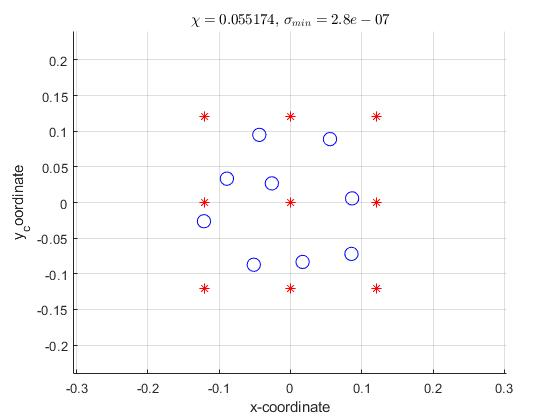 χ = 0.055174, σmin = 2.8e − 07
0.2
0.15
0.1
0.05
0
-0.05
-0.1
-0.15
-0.2
y_coordinate
-0.3 -0.2 -0.1 0 0.1 0.2 0.3
x-coordinate